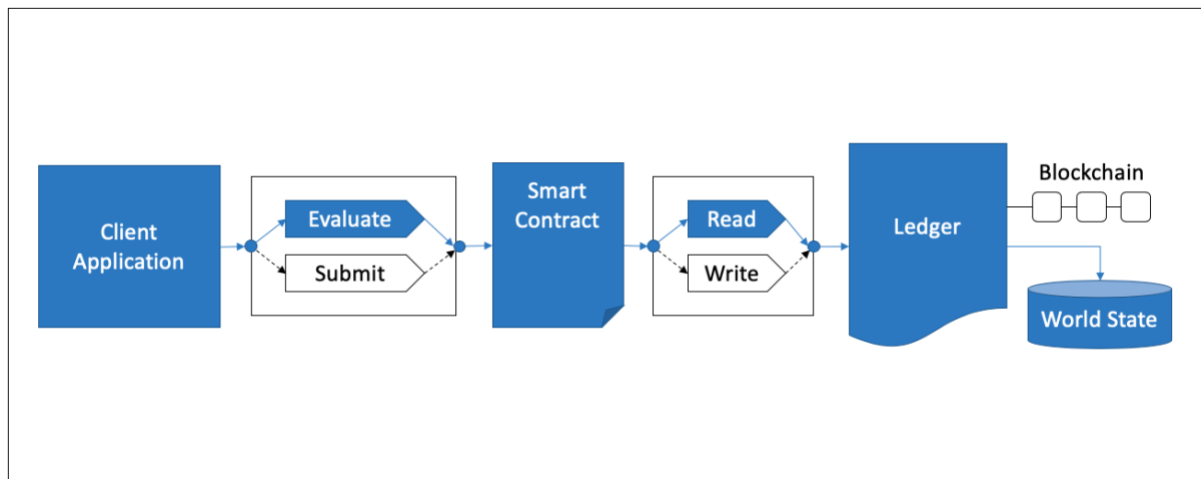 Client
Application
Evaluate
Submit
Smart
Contract
Read
Write
Ledger
Blockchain
World State